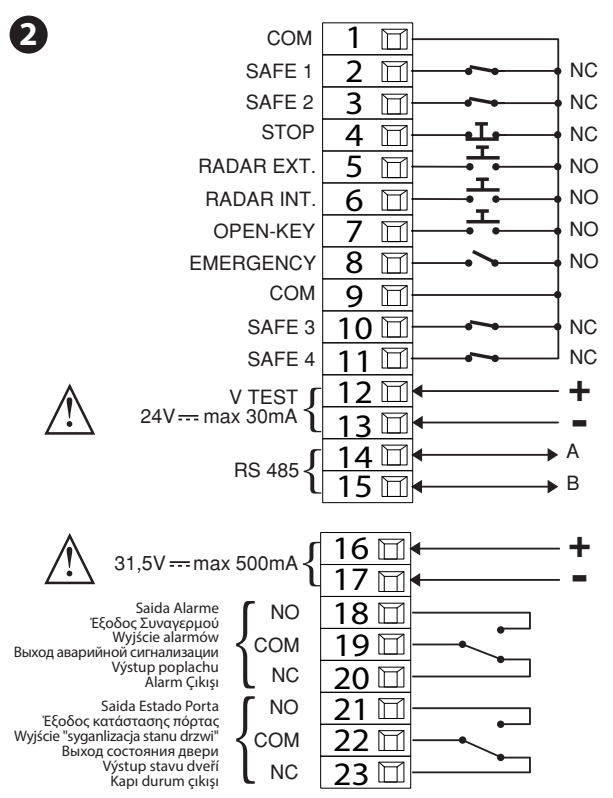 2
COM 1
SAFE 1 2 NC
SAFE 2 3 NC
STOP 4 NC
RADAR EXT. 5 NO
RADAR INT. 6 NO
OPEN-KEY 7 NO
EMERGENCY 8 NO
COM 9
SAFE 3 10 NC
SAFE 4 11 NC
V TEST 12 +
24V⎓ max 30mA 13 -
RS 485 14 A
15 B
31,5V⎓ max 500mA 16 +
17 -
Saida Alarme
Έξοδος Συναγερμού
Wyjście alarmów
Выход аварийной сигнализации
Výstup poplachu
Alarm Çıkışı
NO 18
COM 19
NC 20
Saida Estado Porta
Έξοδος κατάστασης πόρτας
Wyjście "syganlizacja stanu drzwi"
Выход состояния двери
Výstup stavu dveří
Kapı durum çıkışı
NO 21
COM 22
NC 23